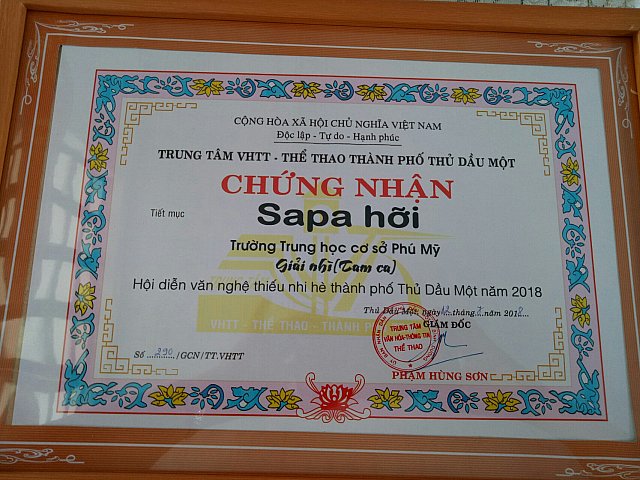 CỘNG HÒA XÃ HỘI CHỦ NGHĨA VIỆT NAM
Độc lập - Tự do - Hạnh phúc
TRUNG TÂM VHTT - THỂ THAO THÀNH PHỐ THỦ DẦU MỘT
CHỨNG NHẬN
Tiết mục Sapa hỡi
Trường Trung học cơ sở Phú Mỹ
Giải nhì (Tam ca)
Hội diễn văn nghệ thiếu nhi hè thành phố Thủ Dầu Một năm 2018
Thủ Dầu Một, ngày tháng 7 năm 2018
GIÁM ĐỐC
TRUNG TÂM
VĂN HÓA-THÔNG TIN
THỂ THAO
VHTT - THỂ THAO - THÀNH
Số 290 /GCN/TT.VHTT
PHẠM HÙNG SƠN